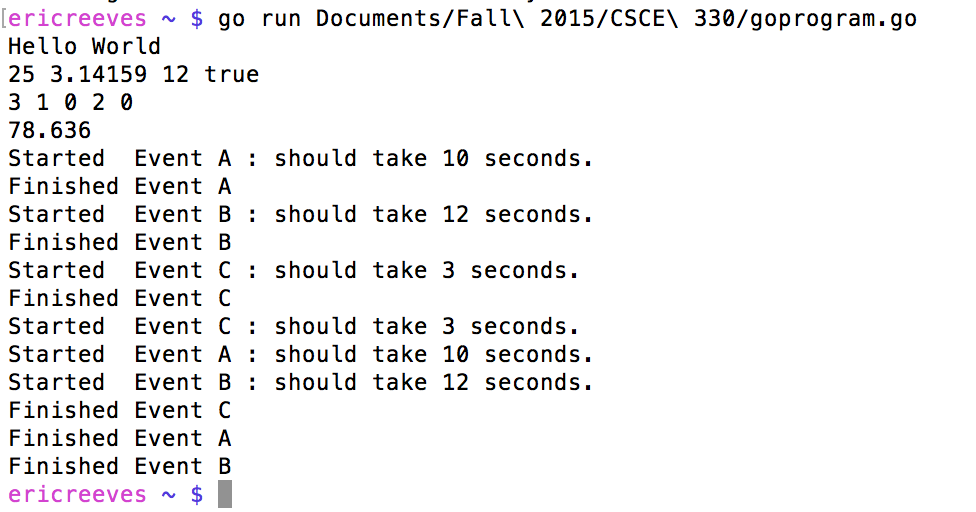 [ericreeves ~ $ go run Documents/Fall\ 2015/CSCE\ 330/goprogram.go
Hello World
25 3.14159 12 true
3 1 0 2 0
78.636
Started  Event A : should take 10 seconds.
Finished Event A
Started  Event B : should take 12 seconds.
Finished Event B
Started  Event C : should take 3 seconds.
Finished Event C
Started  Event C : should take 3 seconds.
Started  Event A : should take 10 seconds.
Started  Event B : should take 12 seconds.
Finished Event C
Finished Event A
Finished Event B
ericreeves ~ $